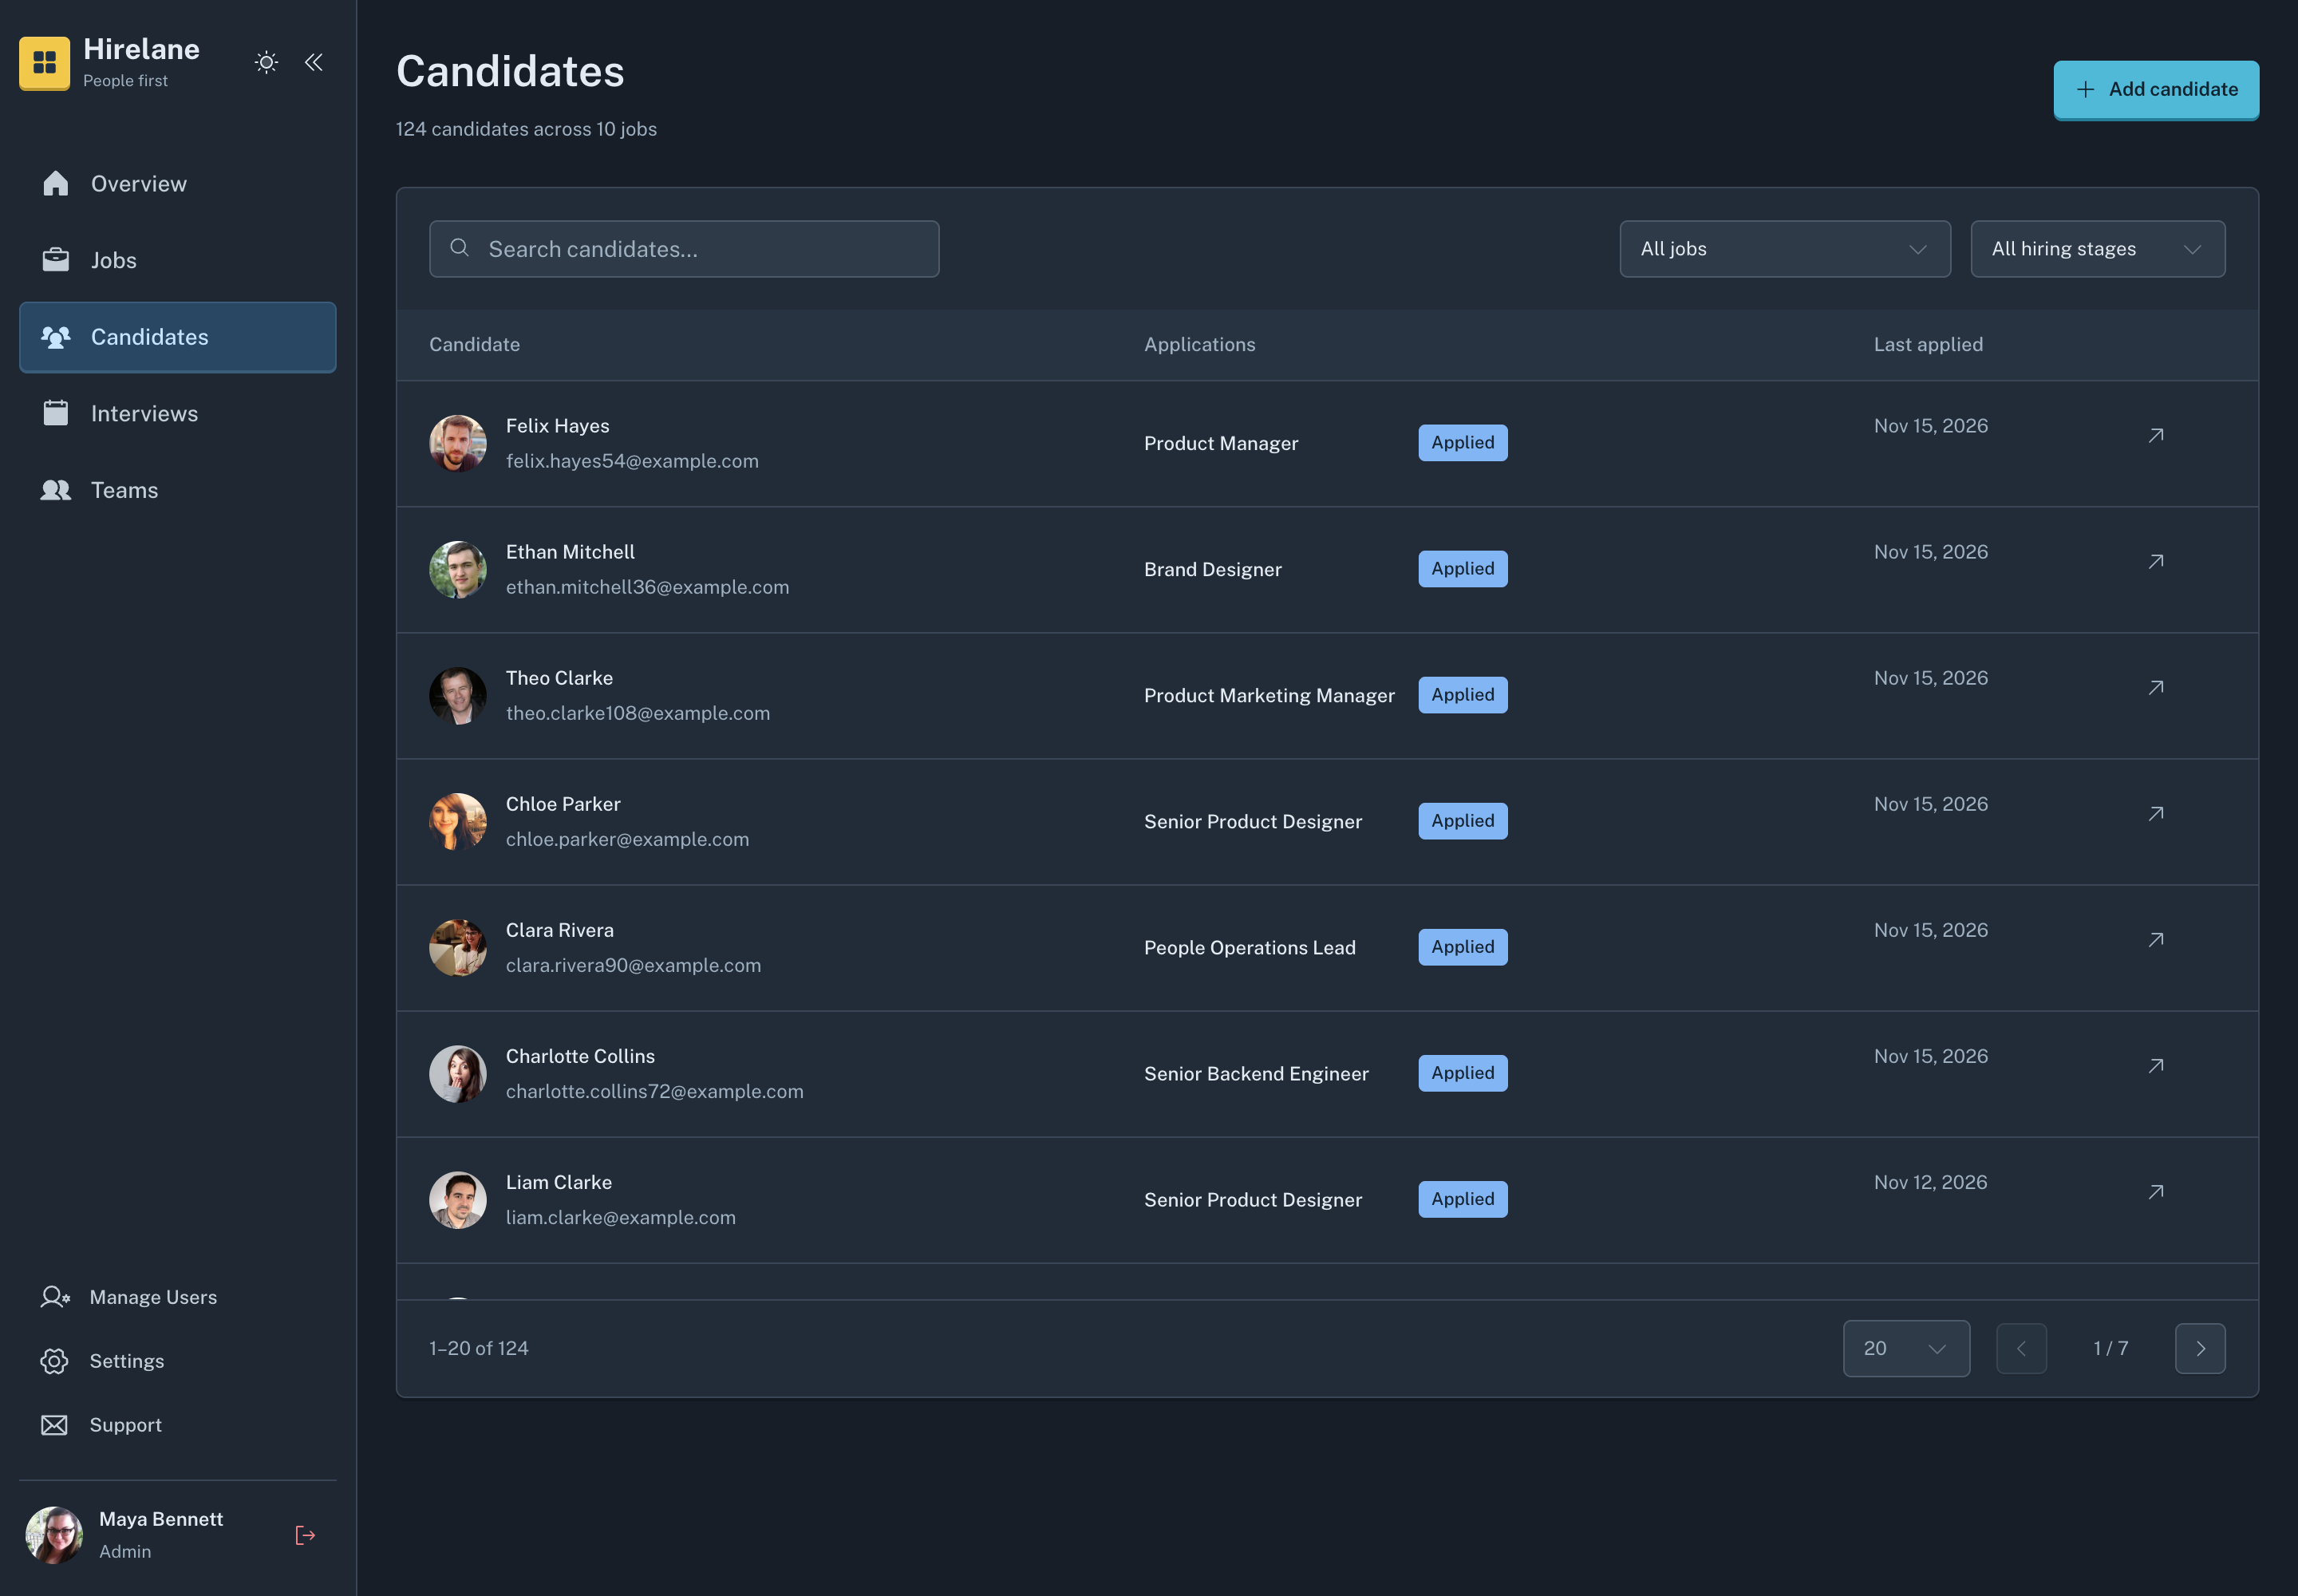 Hirelane
People first
Overview
Jobs
Candidates
Interviews
Teams
Manage Users
Settings
Support
Maya Bennett
Admin
Candidates
124 candidates across 10 jobs
Add candidate
Search candidates...
All jobs
All hiring stages
Candidate Applications Last applied
Felix Hayes
felix.hayes54@example.com
Product Manager Applied
Nov 15, 2026
Ethan Mitchell
ethan.mitchell36@example.com
Brand Designer Applied
Nov 15, 2026
Theo Clarke
theo.clarke108@example.com
Product Marketing Manager Applied
Nov 15, 2026
Chloe Parker
chloe.parker@example.com
Senior Product Designer Applied
Nov 15, 2026
Clara Rivera
clara.rivera90@example.com
People Operations Lead Applied
Nov 15, 2026
Charlotte Collins
charlotte.collins72@example.com
Senior Backend Engineer Applied
Nov 15, 2026
Liam Clarke
liam.clarke@example.com
Senior Product Designer Applied
Nov 12, 2026
1–20 of 124
20
1 / 7